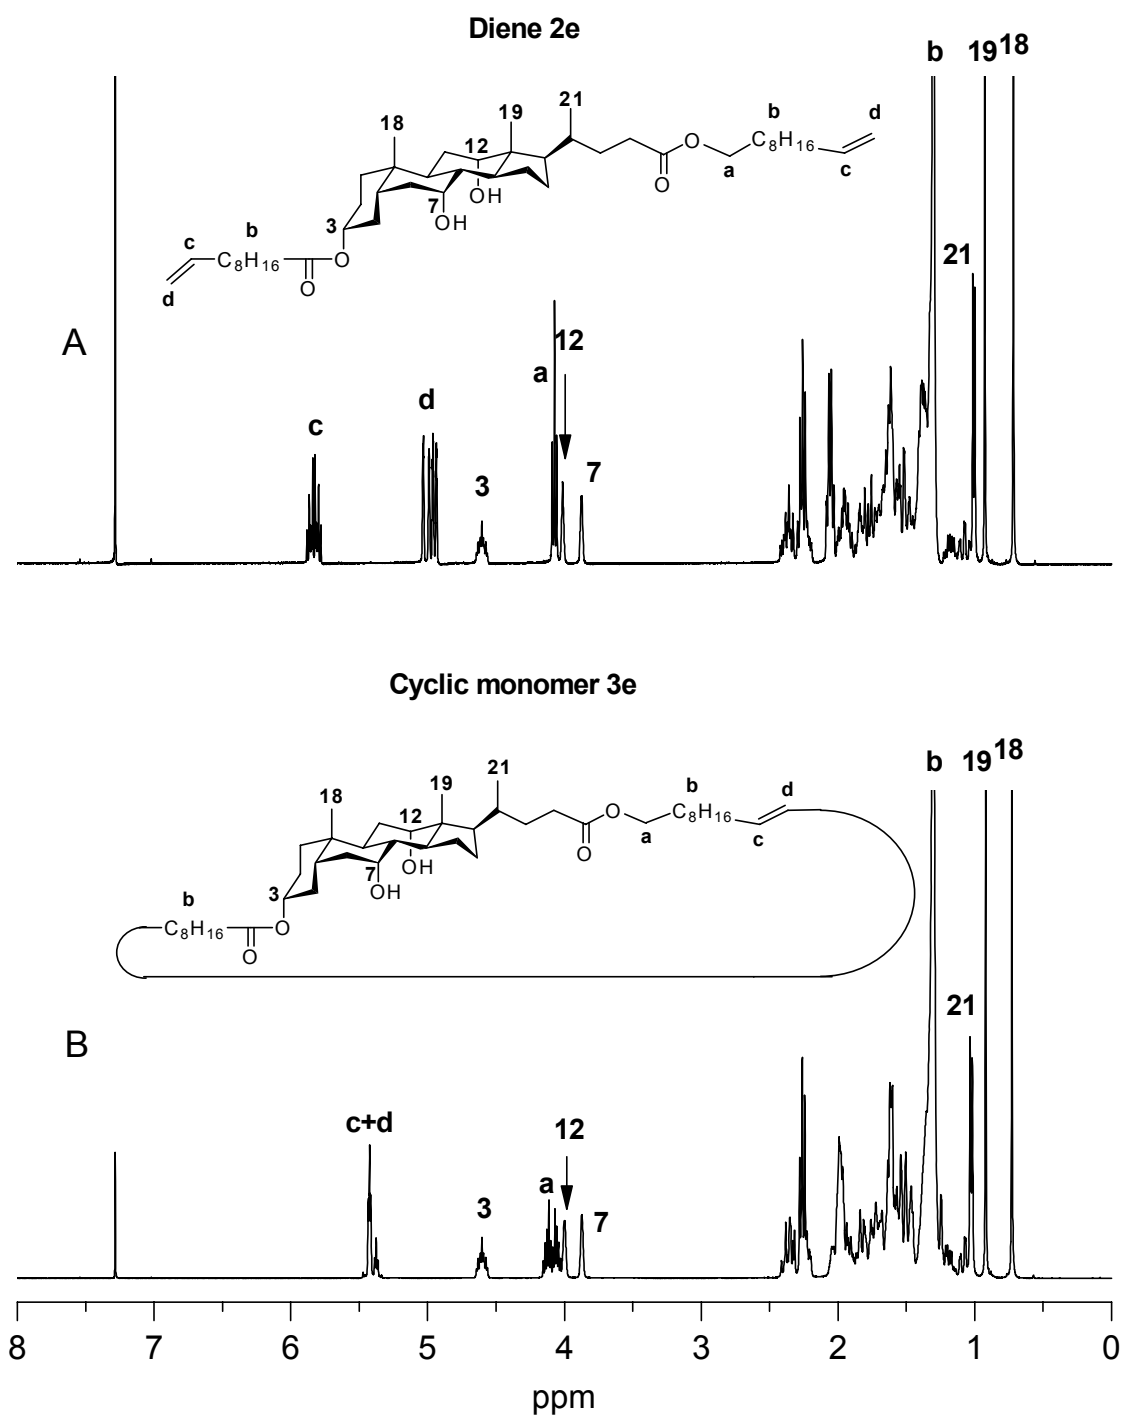 Diene 2e
b 19 18
21
19 b d
18 12
O C8H16
O a c
7 OH
3 OH
b
c
C8H16 O
d O
21
A
12
a
c d
3 7
Cyclic monomer 3e
b 19 18
21
19 b d
18 12
O C8H16
O a c
7 OH
3 OH
b
C8H16 O
O
21
B
c+d 12
a
3 7
8 7 6 5 4 3 2 1 0
ppm